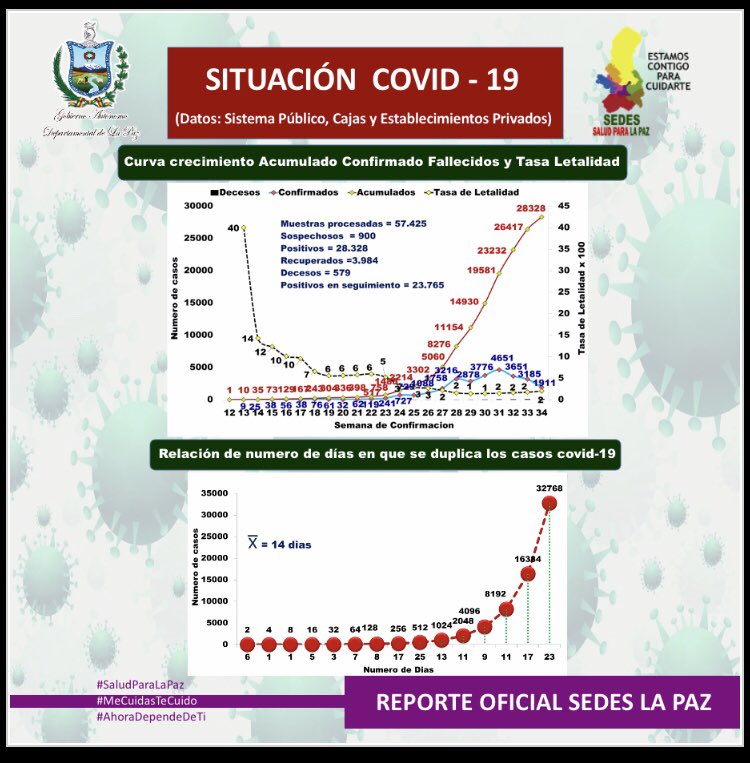 Gobierno Autónomo
Departamental de La Paz
SITUACIÓN COVID - 19
(Datos: Sistema Público, Cajas y Establecimientos Privados)
ESTAMOS
CONTIGO
PARA
CUIDARTE
SEDES
SALUD PARA LA PAZ
Curva crecimiento Acumulado Confirmado Fallecidos y Tasa Letalidad
Decesos Confirmados Acumulados Tasa de Letalidad
Numero de casos
30000
25000
20000
15000
10000
5000
0
Muestras procesadas = 57.425
Sospechosos = 900
Positivos = 28.328
Recuperados =3.984
Decesos = 579
Positivos en seguimiento = 23.765
40 14 12 10 10 7 6 6 6 6 5 3 3 3 2 2 1 1 2 2 2
1 10 35 73 129 167 243 304 336 398 517 758 1486 2214 3302 5060 8276 11154 14930 19581 23232 26417 28328
9 25 38 56 38 76 61 32 62 119 241 727 1088 1758 3216 2878 3776 4651 3651 3185 1911
45
40
35
30
25
20
15
10
5
0
Tasa de Letalidad x 100
12 13 14 15 16 17 18 19 20 21 22 23 24 25 26 27 28 29 30 31 32 33 34
Semana de Confirmacion
Relación de numero de días en que se duplica los casos covid-19
Numero de casos
35000
30000
25000
20000
15000
10000
5000
0
X = 14 dias
2 4 8 16 32 64 128 256 512 1024 2048 4096 8192 16384 32768
6 1 1 5 3 7 8 17 25 13 11 9 11 17 23
Numero de Dias
#SaludParaLaPaz
#MeCuidasTeCuido
#AhoraDependeDeTi
REPORTE OFICIAL SEDES LA PAZ